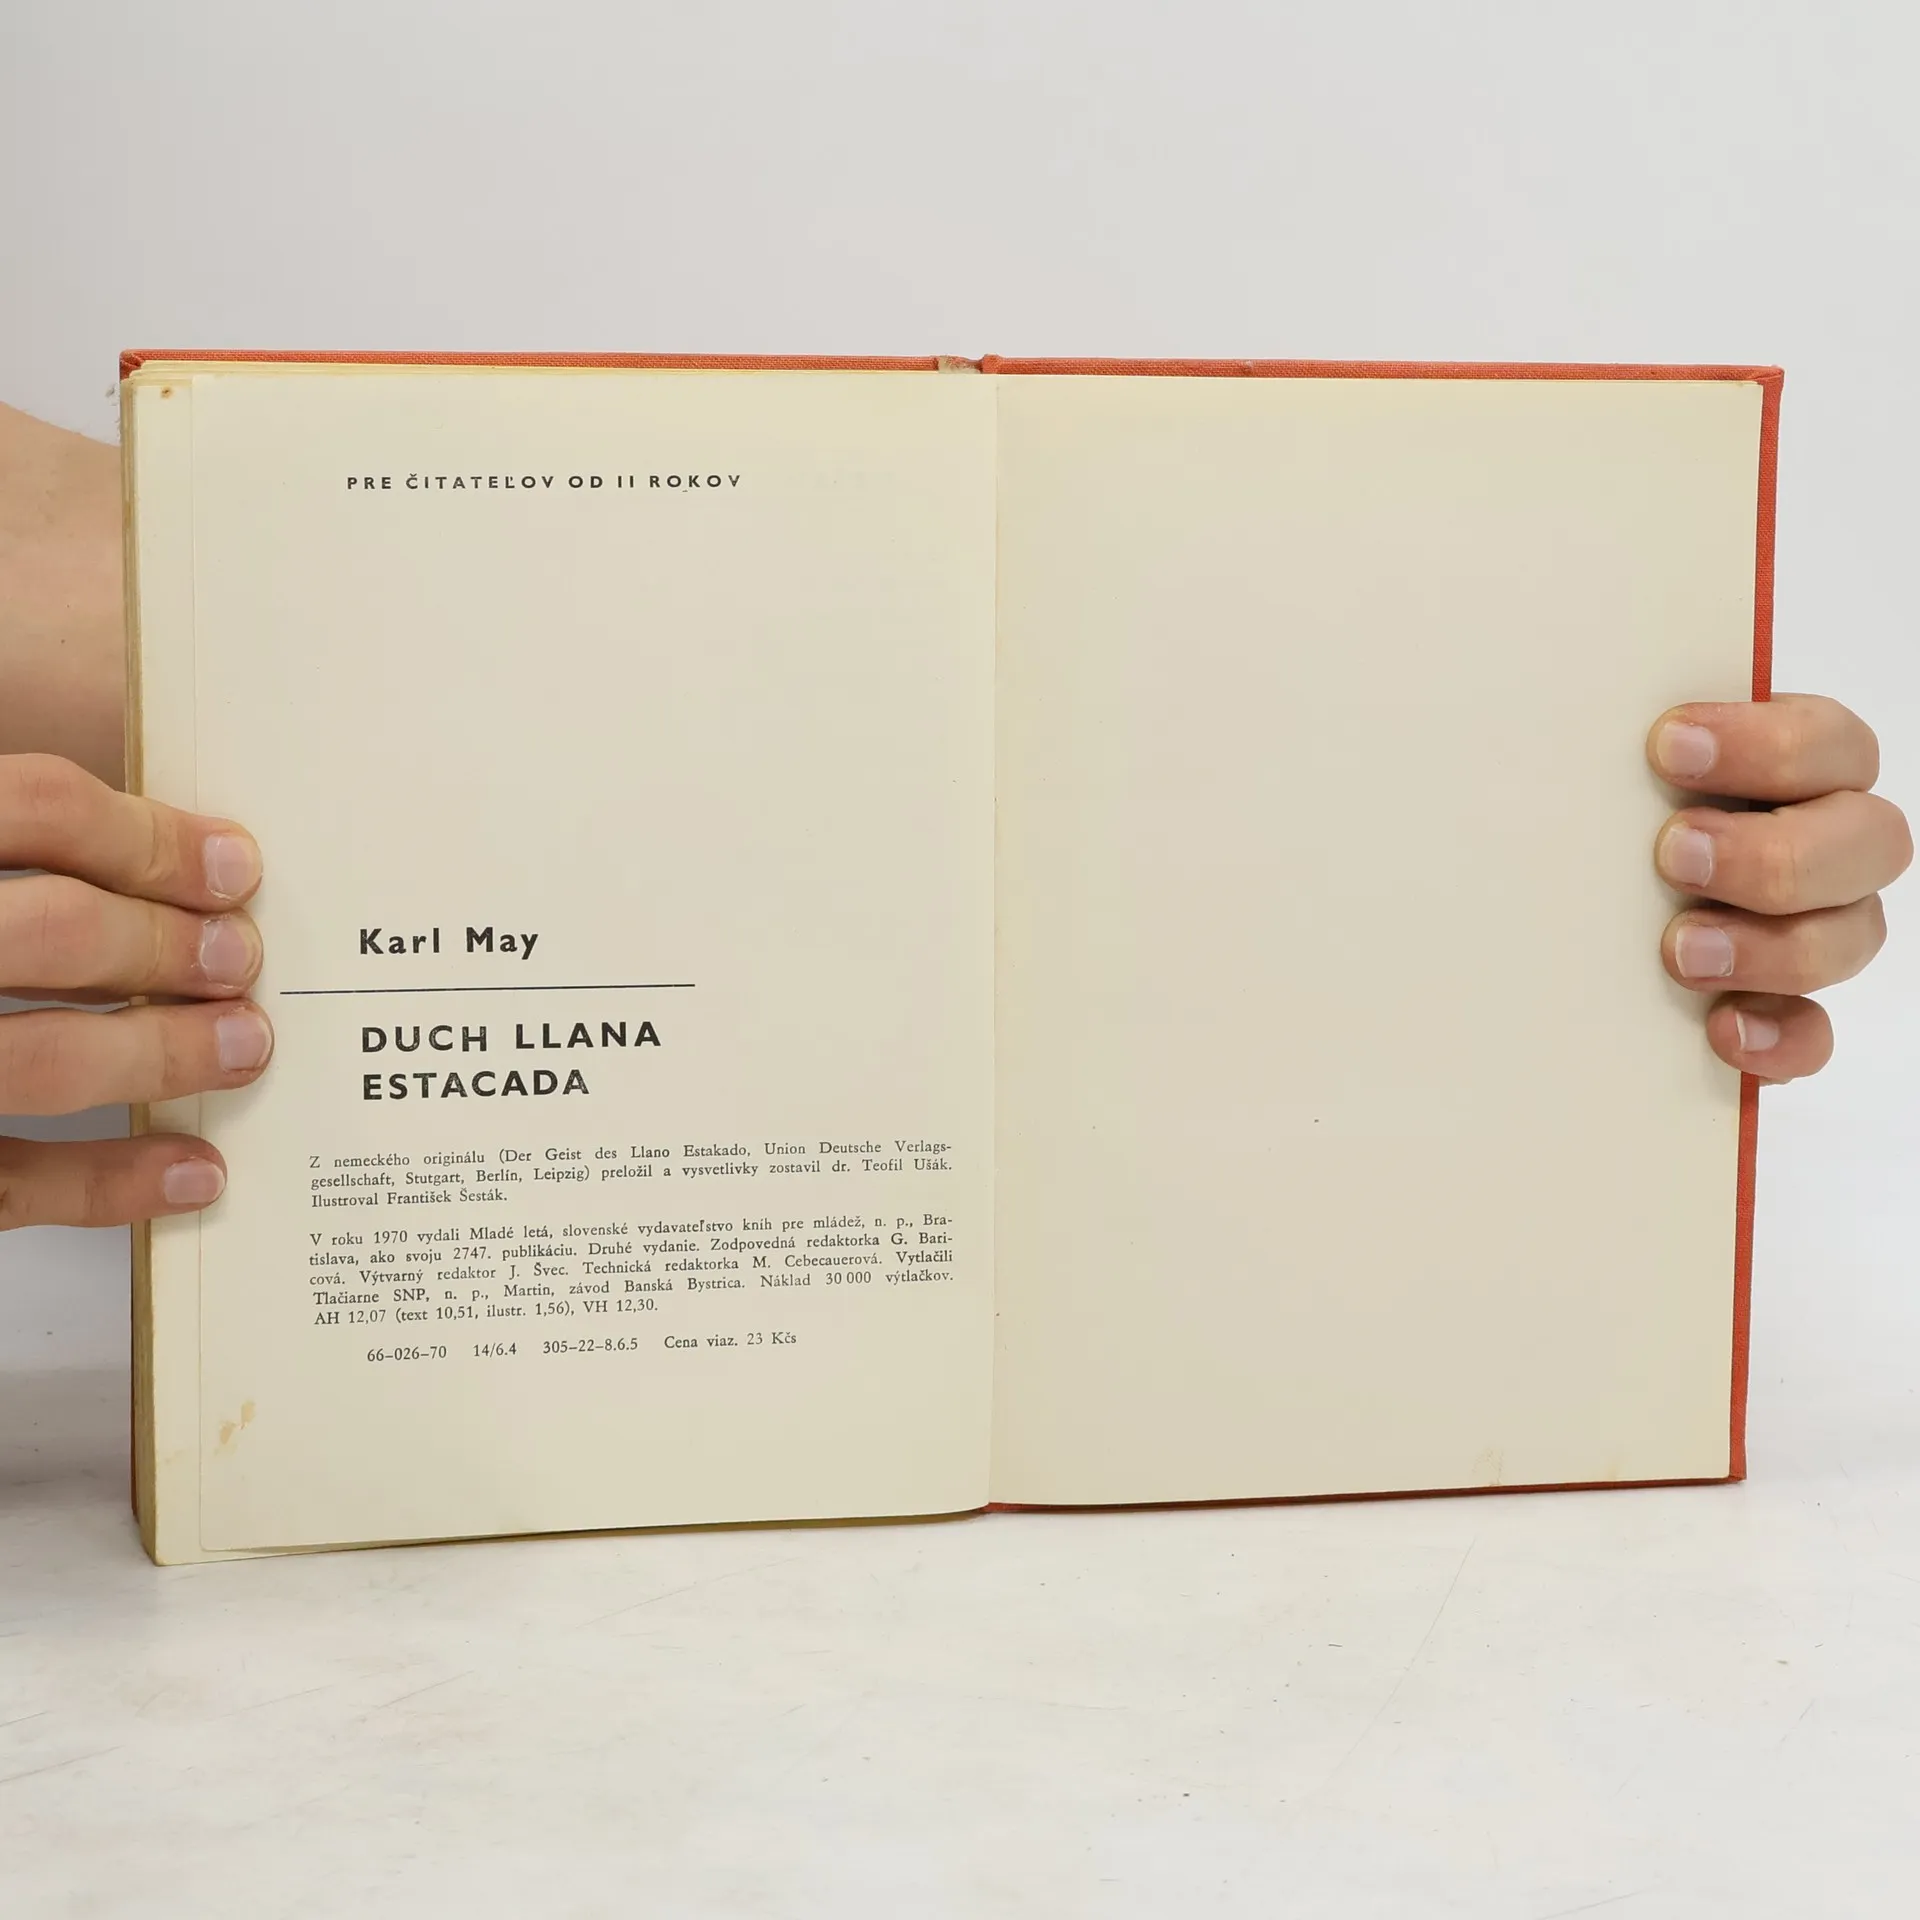 PRE ČITATEĽOV OD 11 ROKOV
Karl May
DUCH LLANA
ESTACADA
Z nemeckého originálu (Der Geist des Llano Estakado, Union Deutsche Verlags-
gesellschaft, Stutgart, Berlín, Leipzig) preložil a vysvetlivky zostavil dr. Teofil Ušák.
Ilustroval František Šesták.
V roku 1970 vydali Mladé letá, slovenské vydavateľstvo kníh pre mládež, n. p., Bra-
tislava, ako svoju 2747. publikáciu. Druhé vydanie. Zodpovedná redaktorka G. Bari-
cová. Výtvarný redaktor J. Švec. Technická redaktorka M. Cebecauerová. Vytlačili
Tlačiarne SNP, n. p., Martin, závod Banská Bystrica. Náklad 30 000 výtlačkov.
AH 12,07 (text 10,51, ilustr. 1,56), VH 12,30.
66–026–70 14/6.4 305–22–8.6.5 Cena viaz. 23 Kčs